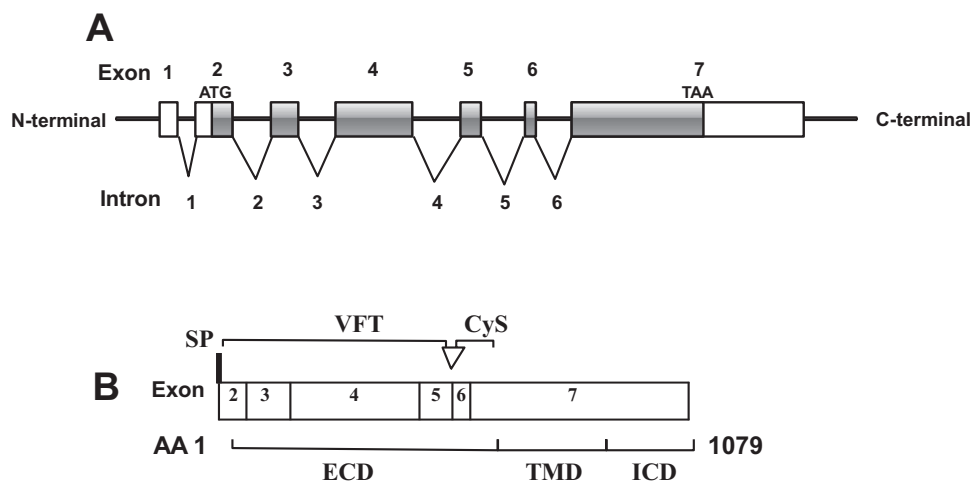 A
Exon 1 2 3 4 5 6 7
ATG TAA
N-terminal C-terminal
Intron 1 2 3 4 5 6
VFT CyS
SP
B Exon 2 3 4 5 6 7
AA 1 1079
ECD TMD ICD